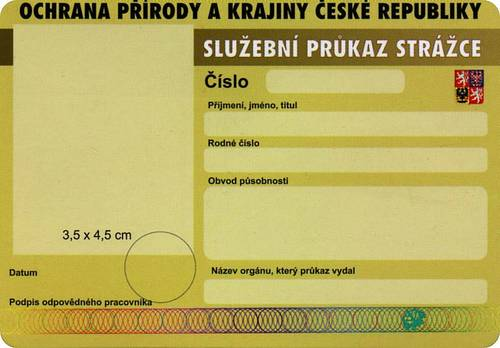 OCHRANA PŘÍRODY A KRAJINY ČESKÉ REPUBLIKY
SLUŽEBNÍ PRŮKAZ STRÁŽCE
Číslo
Příjmení, jméno, titul
Rodné číslo
Obvod působnosti
3,5 x 4,5 cm
Datum
Název orgánu, který průkaz vydal
Podpis odpovědného pracovníka